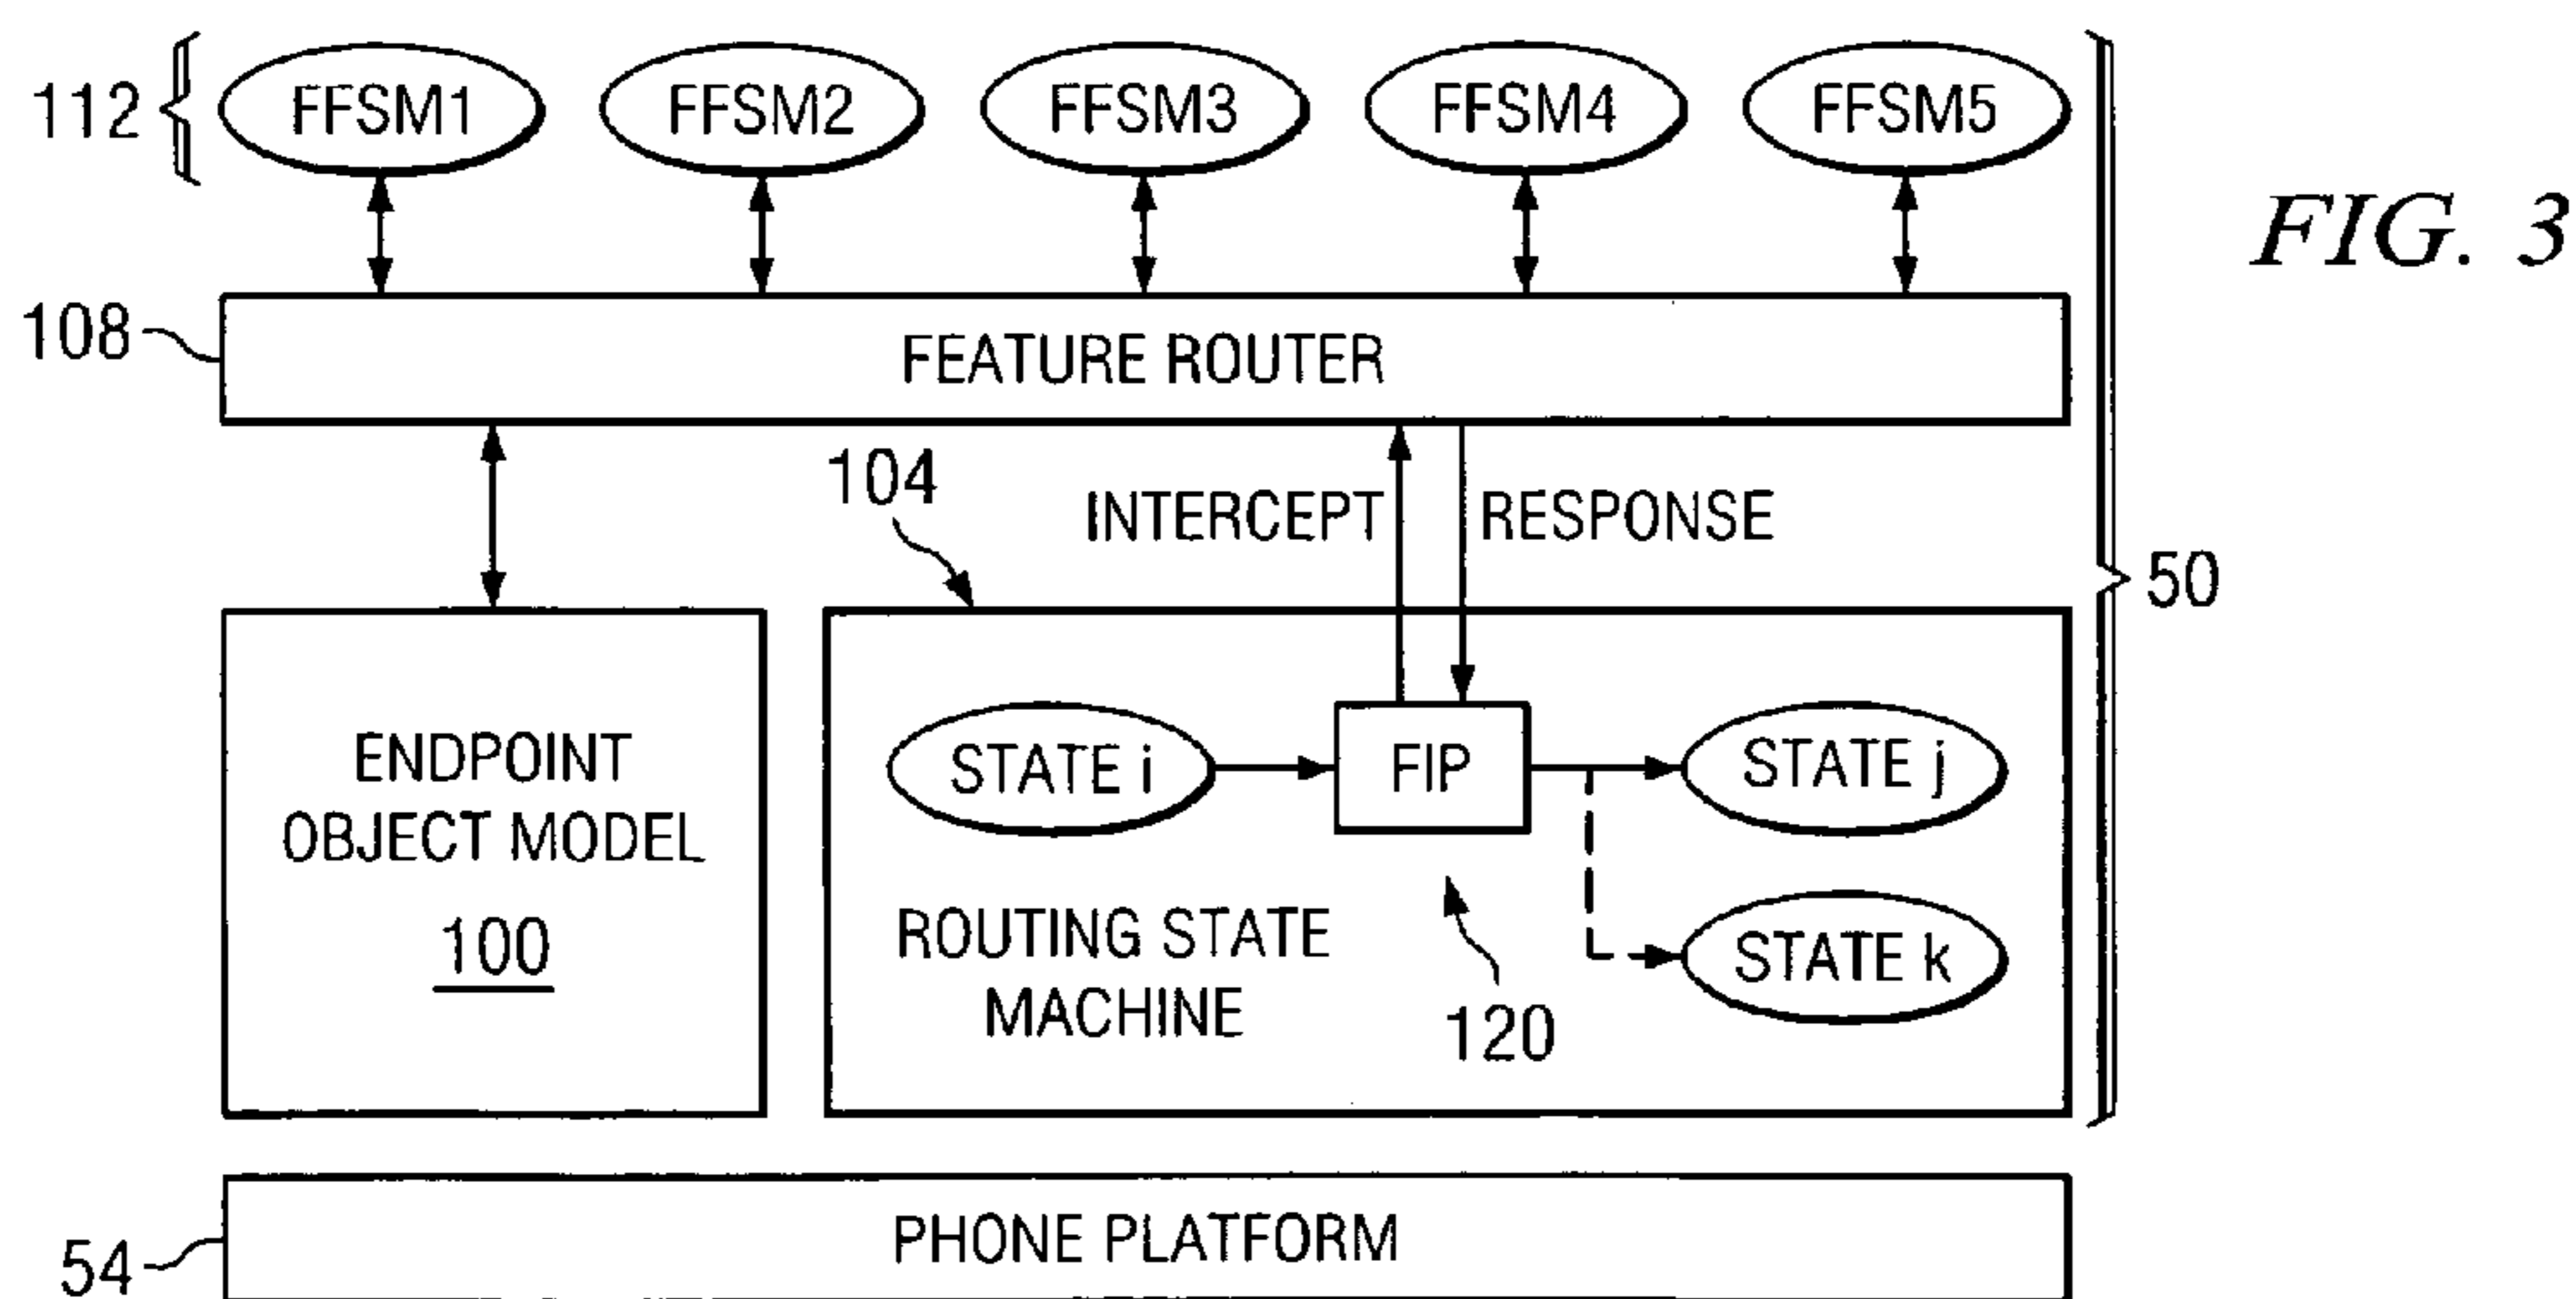 112
FFSM1 FFSM2 FFSM3 FFSM4 FFSM5
FIG. 3
108
FEATURE ROUTER
104
INTERCEPT
RESPONSE
50
ENDPOINT
OBJECT MODEL
100
STATE i
FIP
STATE j
STATE k
ROUTING STATE
MACHINE
120
54
PHONE PLATFORM